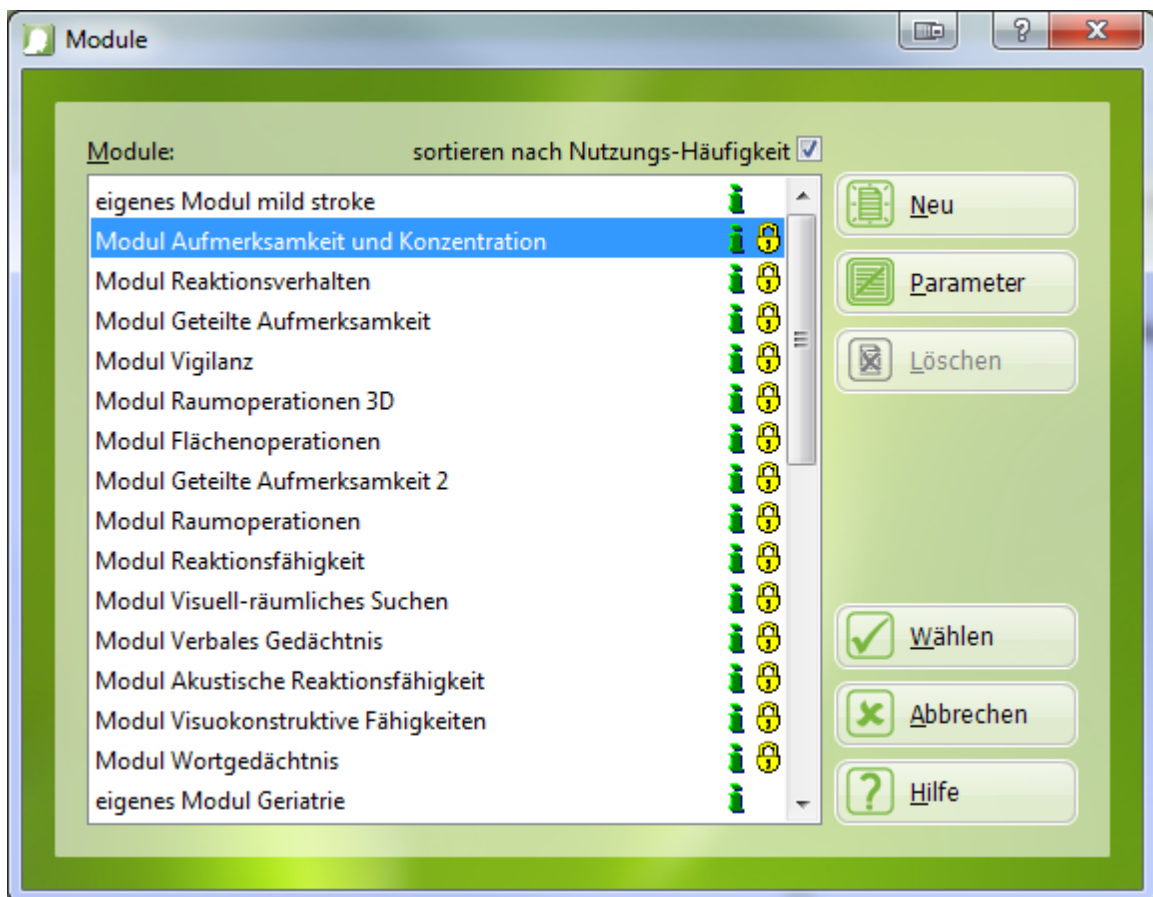 Module
Module: sortieren nach Nutzungs-Häufigkeit
eigenes Modul mild stroke
Modul Aufmerksamkeit und Konzentration
Modul Reaktionsverhalten
Modul Geteilte Aufmerksamkeit
Modul Vigilanz
Modul Raumoperationen 3D
Modul Flächenoperationen
Modul Geteilte Aufmerksamkeit 2
Modul Raumoperationen
Modul Reaktionsfähigkeit
Modul Visuell-räumliches Suchen
Modul Verbales Gedächtnis
Modul Akustische Reaktionsfähigkeit
Modul Visuokonstruktive Fähigkeiten
Modul Wortgedächtnis
eigenes Modul Geriatrie
Neu
Parameter
Löschen
Wählen
Abbrechen
Hilfe